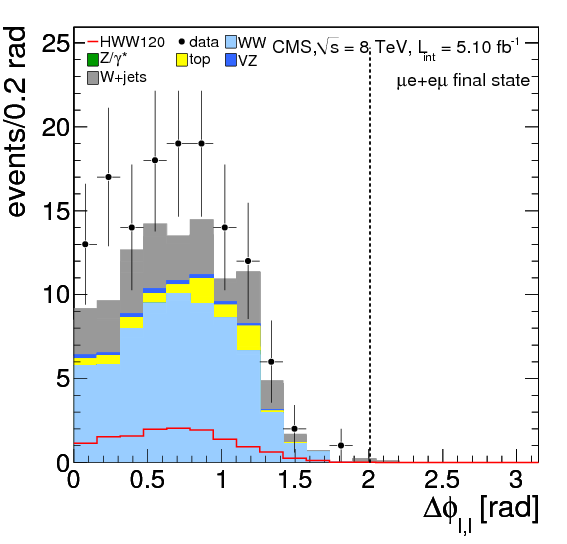 HWW120 data WW CMS,√s = 8 TeV, L_int = 5.10 fb⁻¹
Z/γ* top VZ
W+jets
μe+eμ final state
events/0.2 rad
25
20
15
10
5
0
0 0.5 1 1.5 2 2.5 3
Δϕ_l,l [rad]